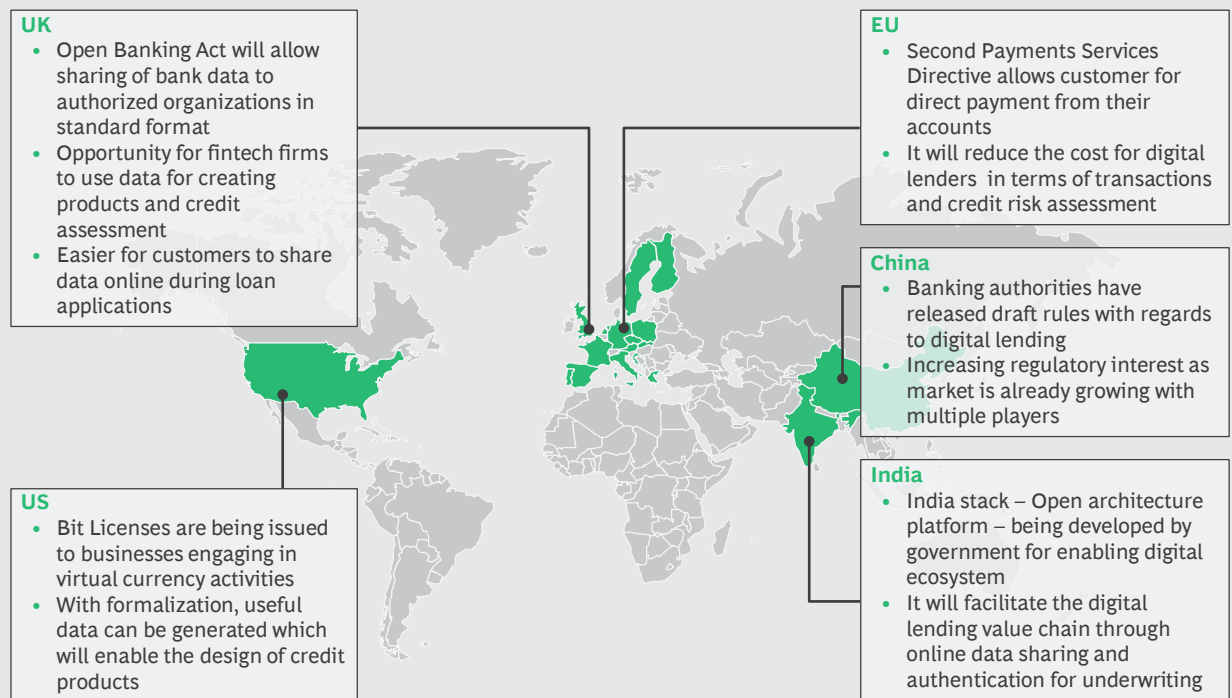 UK
• Open Banking Act will allow
sharing of bank data to
authorized organizations in
standard format
• Opportunity for fintech firms
to use data for creating
products and credit
assessment
• Easier for customers to share
data online during loan
applications
EU
• Second Payments Services
Directive allows customer for
direct payment from their
accounts
• It will reduce the cost for digital
lenders in terms of transactions
and credit risk assessment
China
• Banking authorities have
released draft rules with regards
to digital lending
• Increasing regulatory interest as
market is already growing with
multiple players
US
• Bit Licenses are being issued
to businesses engaging in
virtual currency activities
• With formalization, useful
data can be generated which
will enable the design of credit
products
India
• India stack – Open architecture
platform – being developed by
government for enabling digital
ecosystem
• It will facilitate the digital
lending value chain through
online data sharing and
authentication for underwriting